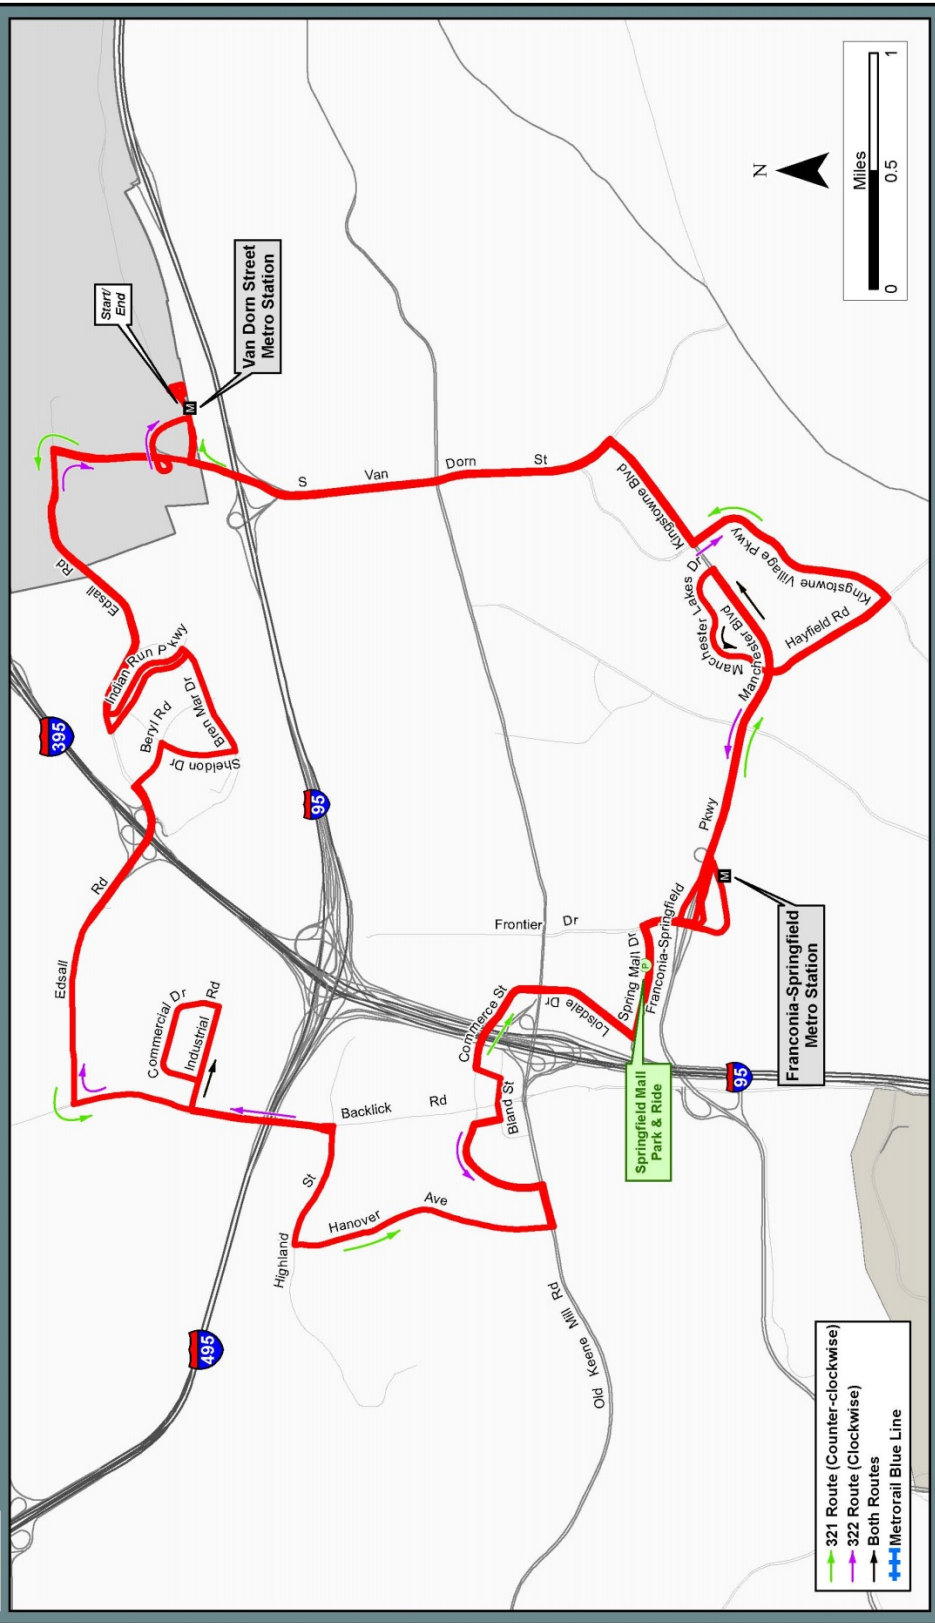 Start/
End
Van Dorn Street
Metro Station
N
Miles
0
0.5
1
Edsall
Rd
Indian Run Pkwy
Beryl Rd
Bren Mar Dr
Sheldon Dr
395
95
S
Van
Dorn
St
Kingstowne Blvd
Manchester Lakes Dr
Manchester Blvd
Kingstowne Village Pkwy
Hayfield Rd
Edsall
Rd
Commercial Dr
Industrial Rd
Frontier Dr
Franconia-Springfield
Pkwy
Spring Mall Dr
P
M
M
Franconia-Springfield
Metro Station
Commerce St
Loisdale Dr
Bland St
Backlick Rd
95
Springfield Mall
Park & Ride
Highland
St
Hanover
Ave
Old Keene Mill Rd
495
321 Route (Counter-clockwise)
322 Route (Clockwise)
Both Routes
Metrorail Blue Line